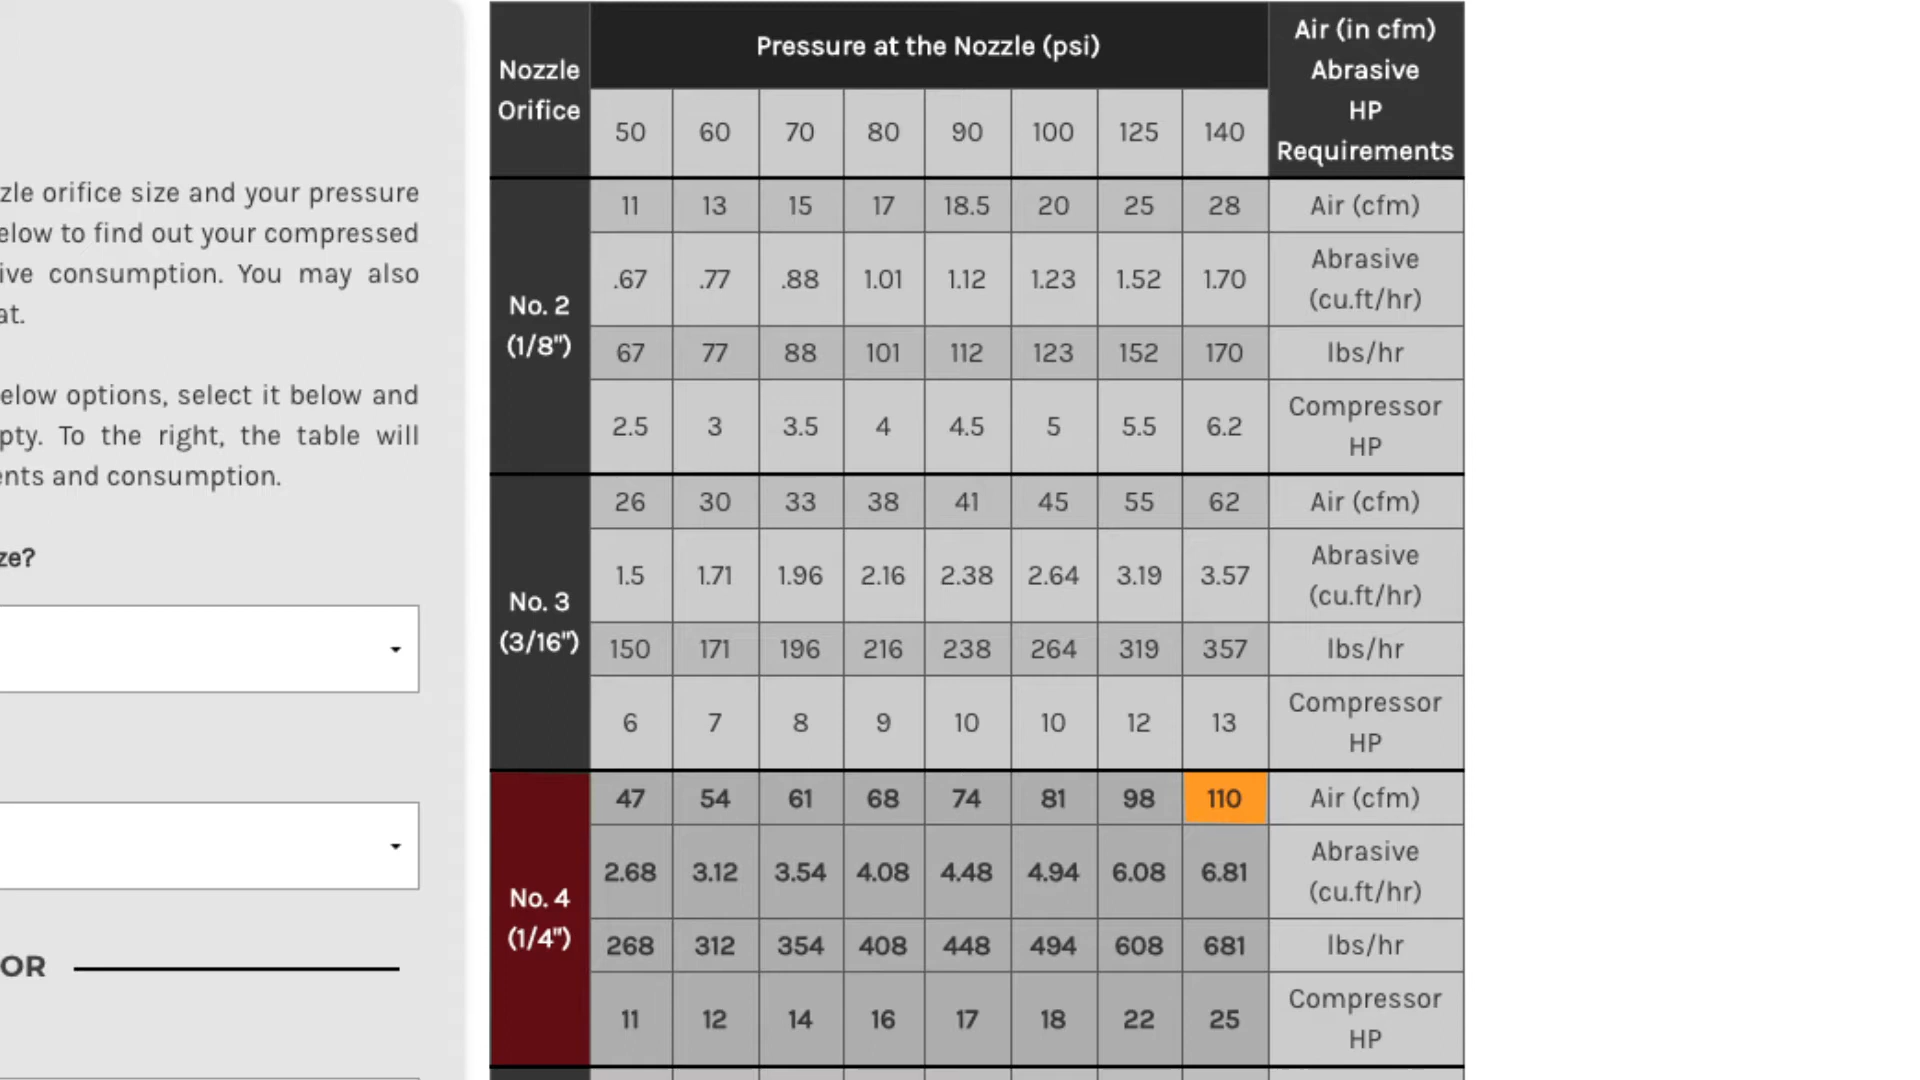 zle orifice size and your pressure
elow to find out your compressed
ive consumption. You may also
at.
elow options, select it below and
pty. To the right, the table will
ents and consumption.
ze?
OR
Nozzle Orifice
Pressure at the Nozzle (psi)
Air (in cfm) Abrasive HP Requirements
50 60 70 80 90 100 125 140
No. 2 (1/8")
11 13 15 17 18.5 20 25 28 Air (cfm)
.67 .77 .88 1.01 1.12 1.23 1.52 1.70 Abrasive (cu.ft/hr)
67 77 88 101 112 123 152 170 lbs/hr
2.5 3 3.5 4 4.5 5 5.5 6.2 Compressor HP
No. 3 (3/16")
26 30 33 38 41 45 55 62 Air (cfm)
1.5 1.71 1.96 2.16 2.38 2.64 3.19 3.57 Abrasive (cu.ft/hr)
150 171 196 216 238 264 319 357 lbs/hr
6 7 8 9 10 10 12 13 Compressor HP
No. 4 (1/4")
47 54 61 68 74 81 98 110 Air (cfm)
2.68 3.12 3.54 4.08 4.48 4.94 6.08 6.81 Abrasive (cu.ft/hr)
268 312 354 408 448 494 608 681 lbs/hr
11 12 14 16 17 18 22 25 Compressor HP